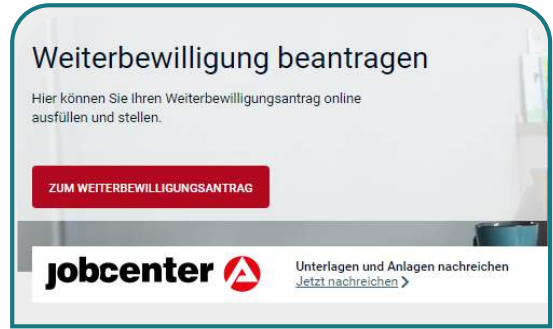 Weiterbewilligung beantragen
Hier können Sie Ihren Weiterbewilligungsantrag online
ausfüllen und stellen.
ZUM WEITERBEWILLIGUNGSANTRAG
jobcenter
Unterlagen und Anlagen nachreichen
Jetzt nachreichen